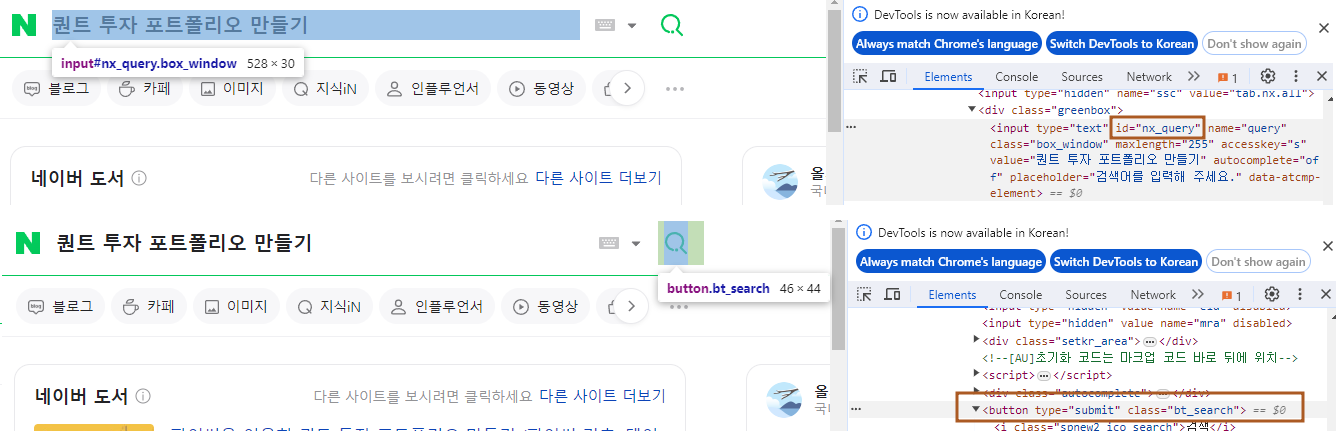 퀀트 투자 포트폴리오 만들기
input#nx_query.box_window 528 × 30
블로그 카페 이미지 지식iN 인플루언서 동영상
네이버 도서 다른 사이트를 보시려면 클릭하세요 다른 사이트 더보기
올
DevTools is now available in Korean!
Always match Chrome's language Switch DevTools to Korean Don't show again
Elements Console Sources Network 1
<input type="hidden" name="ssc" value="tab.nx.all">
<div class="greenbox">
<input type="text" id="nx_query" name="query"
class="box_window" maxlength="255" accesskey="s"
value="퀀트 투자 포트폴리오 만들기" autocomplete="of
f" placeholder="검색어를 입력해 주세요." data-atcmp-
element> == $0
퀀트 투자 포트폴리오 만들기
button.bt_search 46 × 44
블로그 카페 이미지 지식iN 인플루언서 동영상
네이버 도서 다른 사이트를 보시려면 클릭하세요 다른 사이트 더보기
올
DevTools is now available in Korean!
Always match Chrome's language Switch DevTools to Korean Don't show again
Elements Console Sources Network 1
<input type="hidden" value name="mra" disabled>
<div class="setkr_area"> … </div>
<!--[AU]초기화 코드는 마크업 코드 바로 뒤에 위치-->
<script> … </script>
<div class="autocomplete"> … </div>
<button type="submit" class="bt_search"> == $0
<i class="spnew2 ico_search">검색</i>